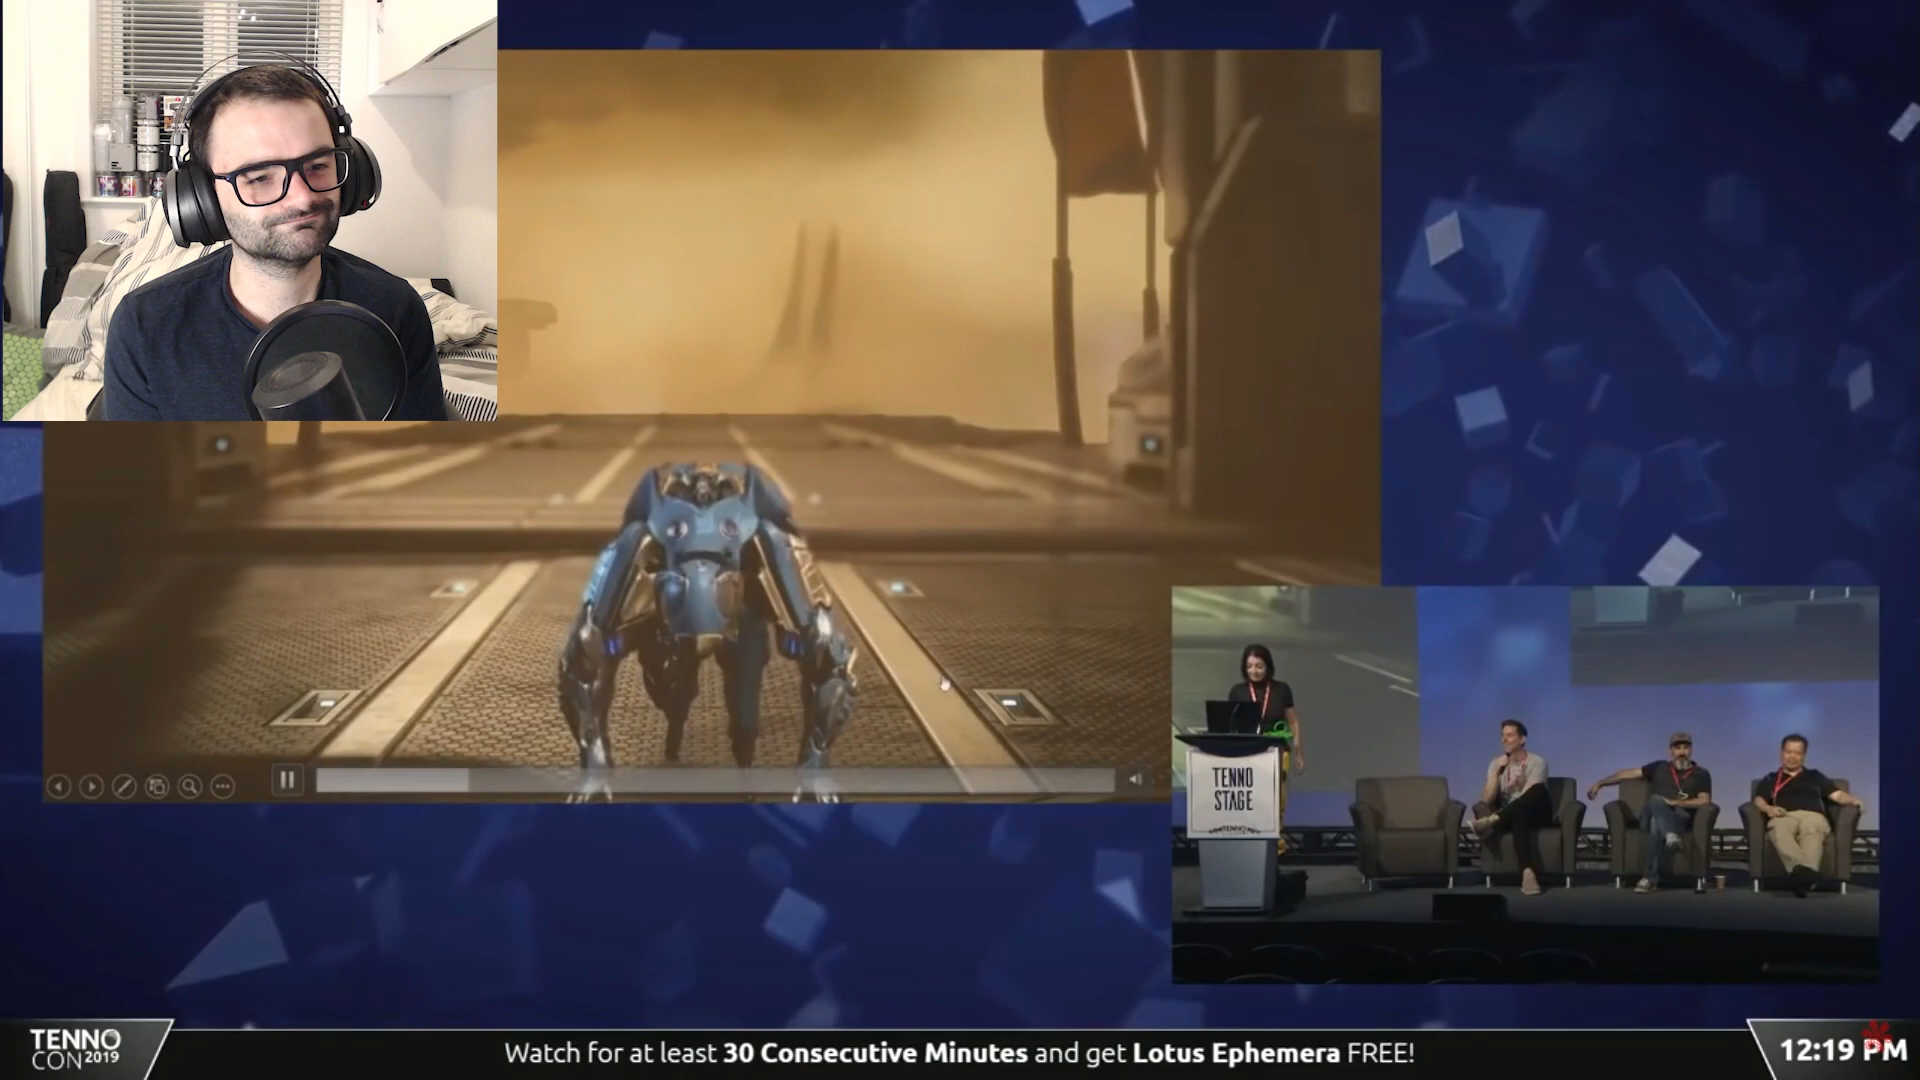 TENNO
STAGE
TENNO
CON 2019
Watch for at least 30 Consecutive Minutes and get Lotus Ephemera FREE!
12:19 PM